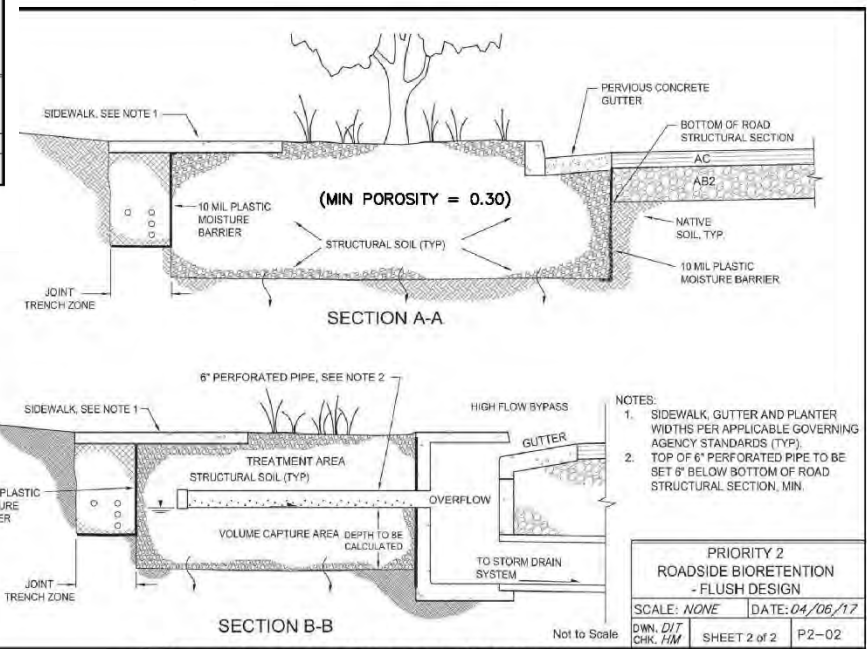 SIDEWALK, SEE NOTE 1
PERVIOUS CONCRETE
GUTTER
BOTTOM OF ROAD
STRUCTURAL SECTION
AC
AB2
(MIN POROSITY = 0.30)
10 MIL PLASTIC
MOISTURE
BARRIER
STRUCTURAL SOIL (TYP)
NATIVE
SOIL, TYP.
10 MIL PLASTIC
MOISTURE BARRIER
JOINT
TRENCH ZONE
SECTION A-A
6" PERFORATED PIPE, SEE NOTE 2
SIDEWALK, SEE NOTE 1
HIGH FLOW BYPASS
GUTTER
TREATMENT AREA
STRUCTURAL SOIL (TYP)
PLASTIC
OVERFLOW
VOLUME CAPTURE AREA
DEPTH TO BE
CALCULATED
TO STORM DRAIN
SYSTEM
JOINT
TRENCH ZONE
SECTION B-B
Not to Scale
NOTES:
1. SIDEWALK, GUTTER AND PLANTER
WIDTHS PER APPLICABLE GOVERNING
AGENCY STANDARDS (TYP).
2. TOP OF 6" PERFORATED PIPE TO BE
SET 6" BELOW BOTTOM OF ROAD
STRUCTURAL SECTION, MIN.
PRIORITY 2
ROADSIDE BIORETENTION
- FLUSH DESIGN
SCALE: NONE DATE: 04/06/17
DWN. DIT
CHK. HM
SHEET 2 of 2
P2-02